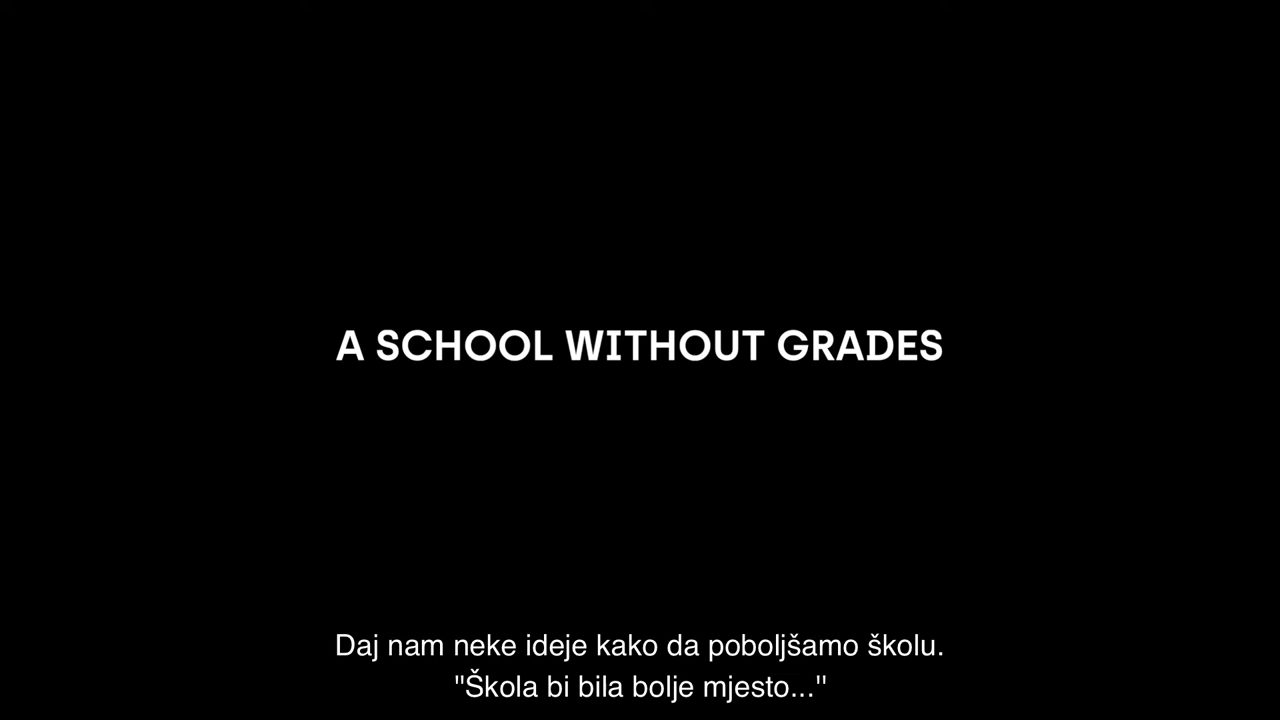 A SCHOOL WITHOUT GRADES
Daj nam neke ideje kako da poboljšamo školu.
"Škola bi bila bolje mjesto..."